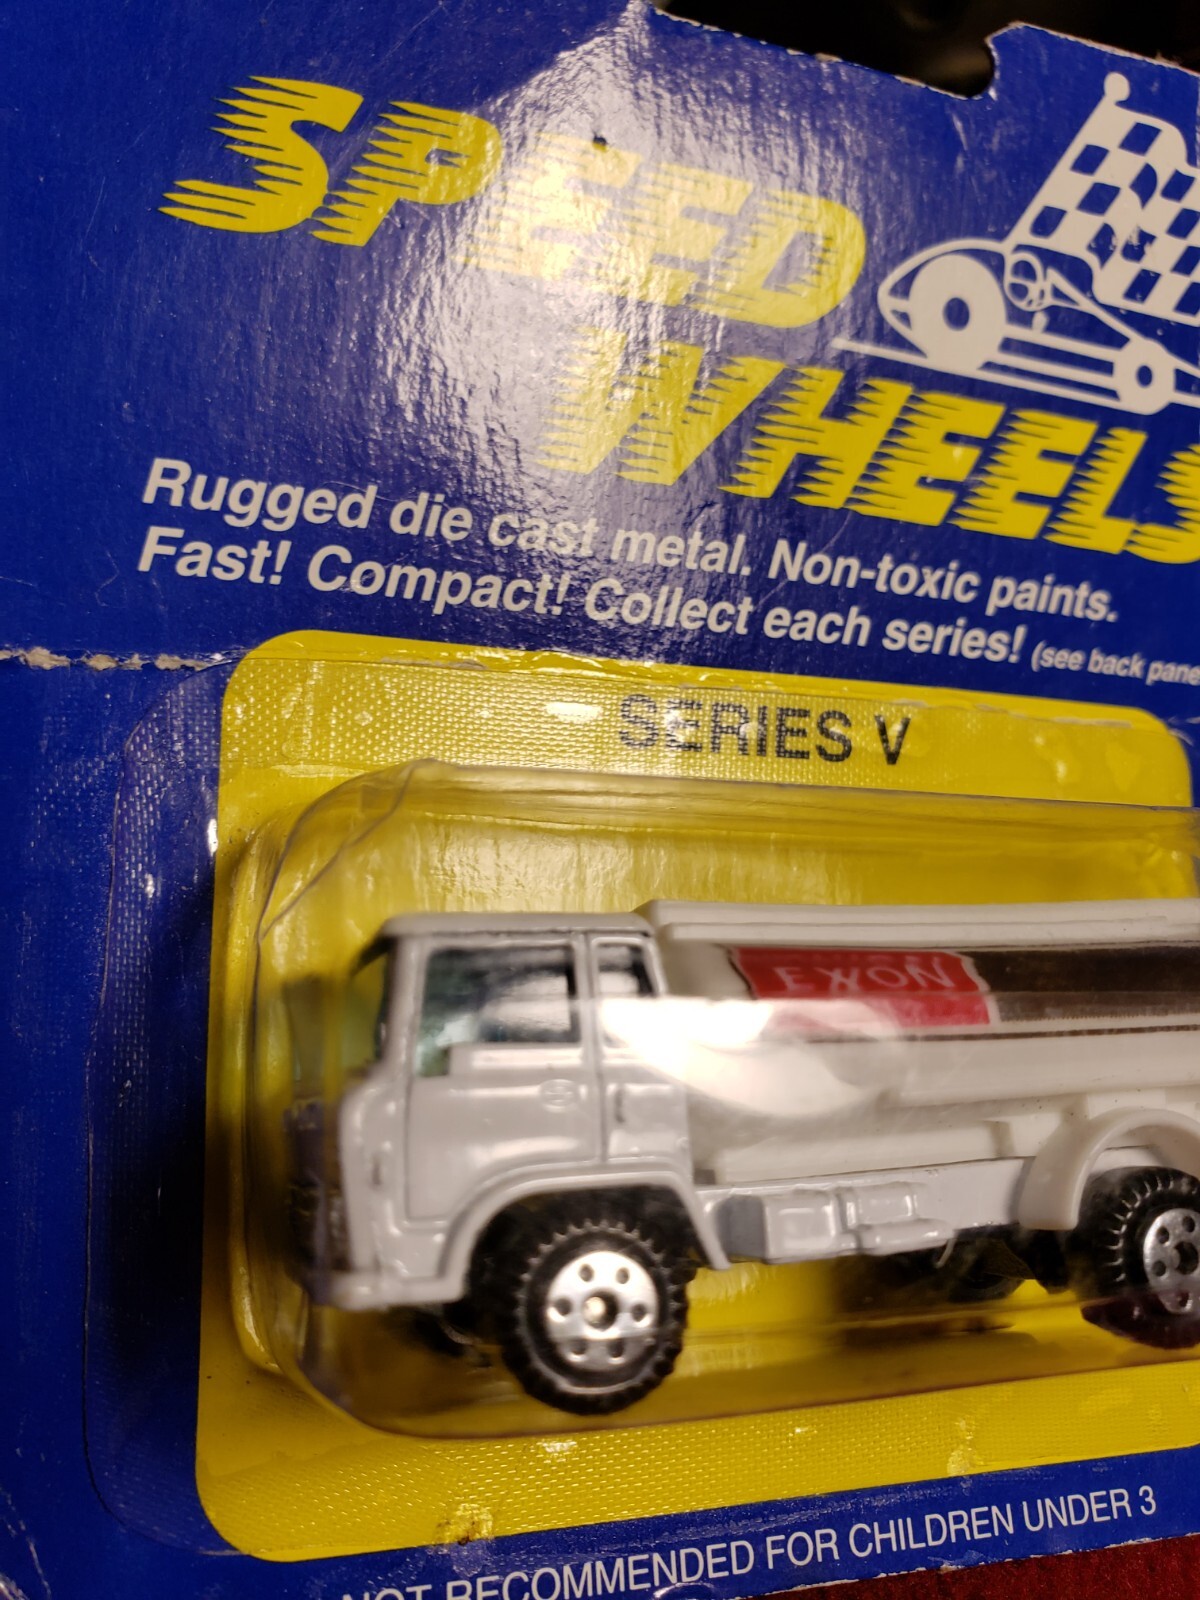 SPEED
WHEELS
Rugged die cast metal. Non-toxic paints.
Fast! Compact! Collect each series! (see back pane
SERIES V
EXXON
NOT RECOMMENDED FOR CHILDREN UNDER 3